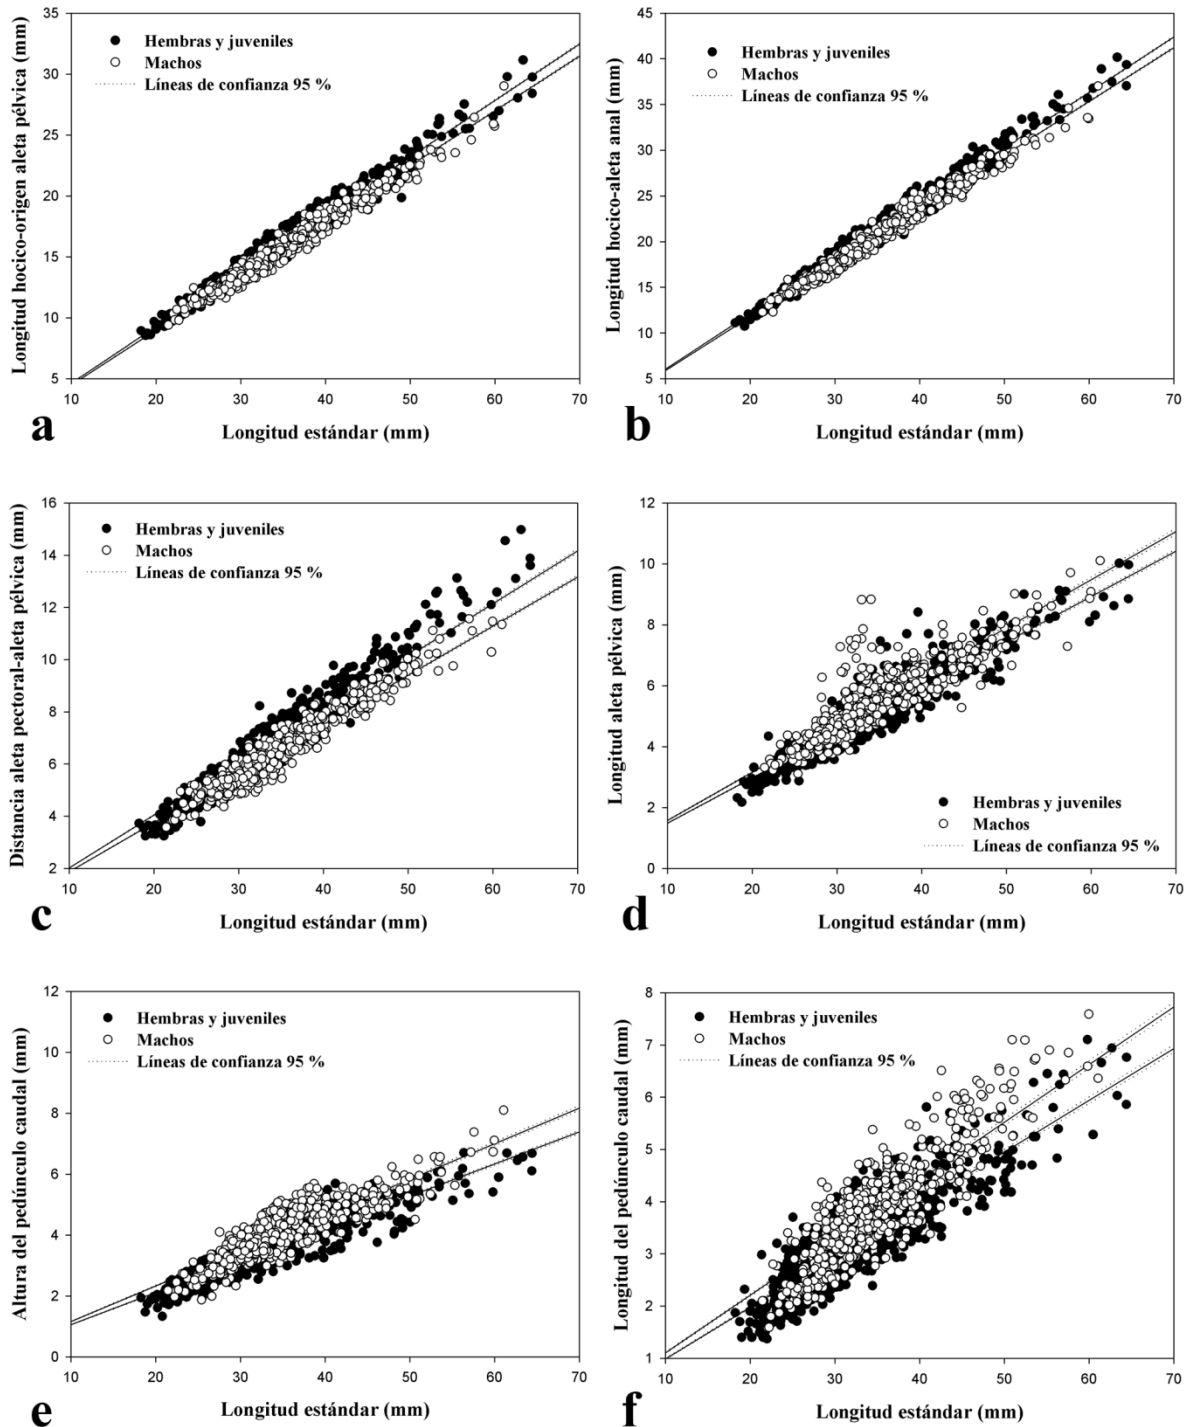 Longitud hocico-origen aleta pélvica (mm)
35
30
25
20
15
10
5
Hembras y juveniles
Machos
Líneas de confianza 95 %
10 20 30 40 50 60 70
Longitud estándar (mm)
a
Longitud hocico-aleta anal (mm)
45
40
35
30
25
20
15
10
5
Hembras y juveniles
Machos
Líneas de confianza 95 %
10 20 30 40 50 60 70
Longitud estándar (mm)
b
Distancia aleta pectoral-aleta pélvica (mm)
16
14
12
10
8
6
4
2
Hembras y juveniles
Machos
Líneas de confianza 95 %
10 20 30 40 50 60 70
Longitud estándar (mm)
c
Longitud aleta pélvica (mm)
12
10
8
6
4
2
0
Hembras y juveniles
Machos
Líneas de confianza 95 %
10 20 30 40 50 60 70
Longitud estándar (mm)
d
Altura del pedúnculo caudal (mm)
12
10
8
6
4
2
0
Hembras y juveniles
Machos
Líneas de confianza 95 %
10 20 30 40 50 60 70
Longitud estándar (mm)
e
Longitud del pedúnculo caudal (mm)
8
7
6
5
4
3
2
1
Hembras y juveniles
Machos
Líneas de confianza 95 %
10 20 30 40 50 60 70
Longitud estándar (mm)
f